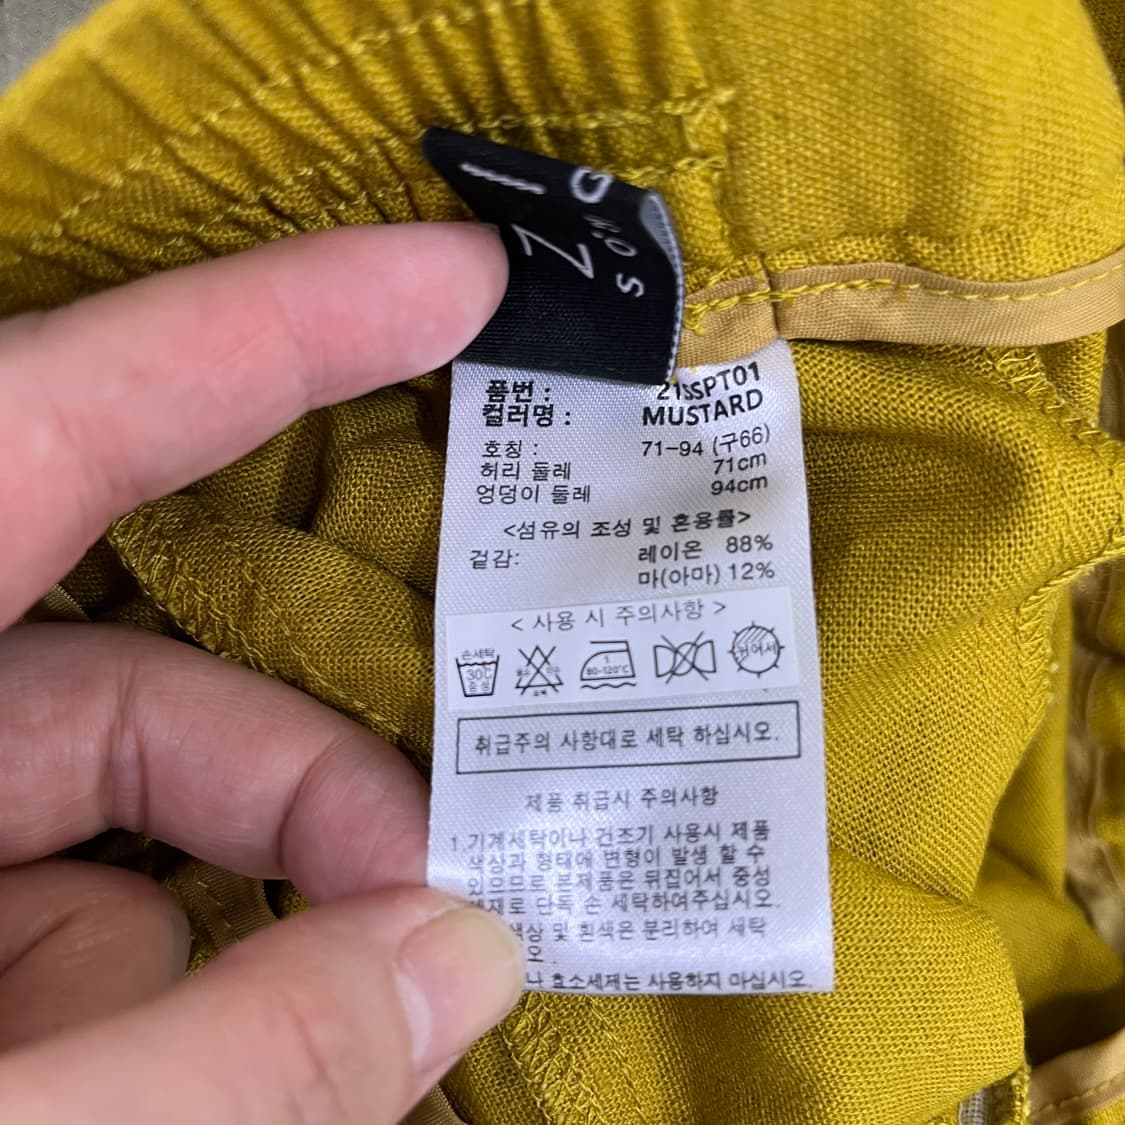 품번 : 21SSPT01
컬러명 : MUSTARD
호칭 : 71-94 (구66)
허리 둘레 71cm
엉덩이 둘레 94cm
<섬유의 조성 및 혼용률>
겉감: 레이온 88%
마(아마) 12%
< 사용 시 주의사항 >
손세탁
30℃
중성
1
80-120℃
뉘어서
취급주의 사항대로 세탁 하십시오.
제품 취급시 주의사항
1.기계세탁이나 건조기 사용시 제품
색상과 형태에 변형이 발생 할 수
있으므로 본제품은 뒤집어서 중성
세재로 단독 손 세탁하여주십시오.
색상 및 흰색은 분리하여 세탁
오.
나 효소세제는 사용하지 마십시오.